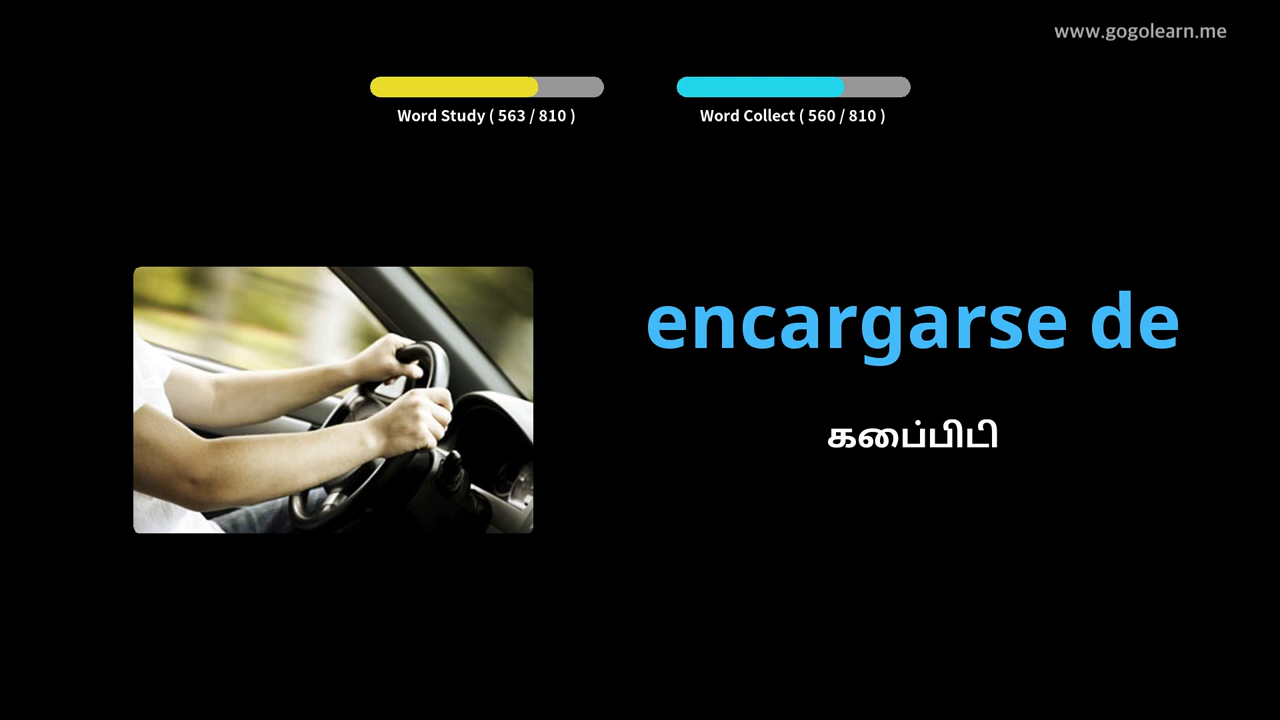 www.gogolearn.me
Word Study ( 563 / 810 )
Word Collect ( 560 / 810 )
encargarse de
கைப்பிடி